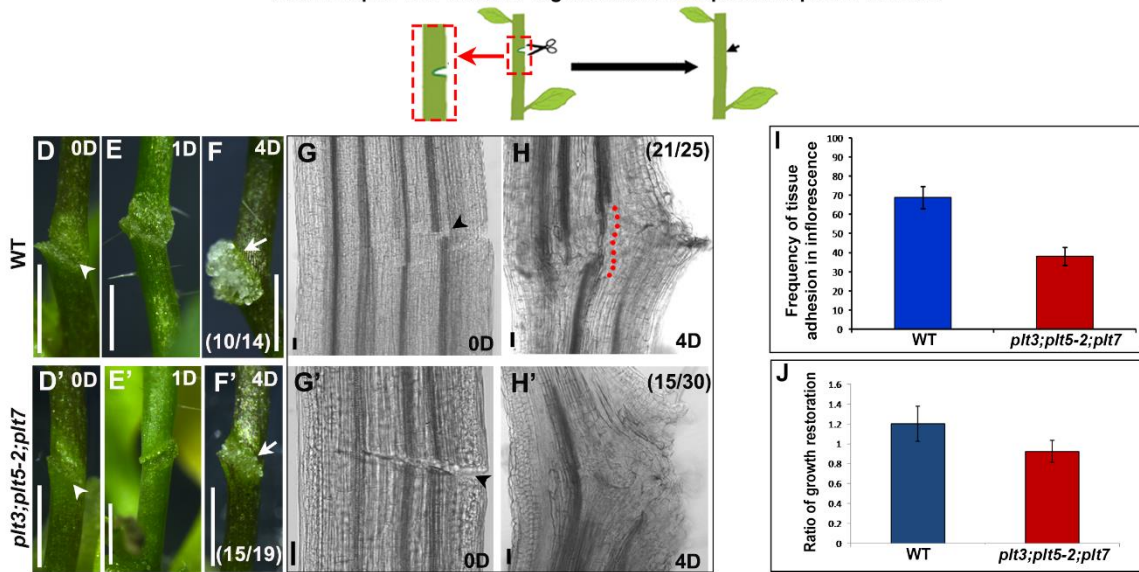 D 0D
E 1D
F 4D
(10/14)
WT
G
0D
H (21/25)
4D
D' 0D
E' 1D
F' 4D
(15/19)
plt3;plt5-2;plt7
G'
0D
H' (15/30)
4D
I
Frequency of tissue
adhesion in inflorescence
100
90
80
70
60
50
40
30
20
10
0
WT plt3;plt5-2;plt7
J
Ratio of growth restoration
1.6
1.4
1.2
1
0.8
0.6
0.4
0.2
0
WT plt3;plt5-2;plt7